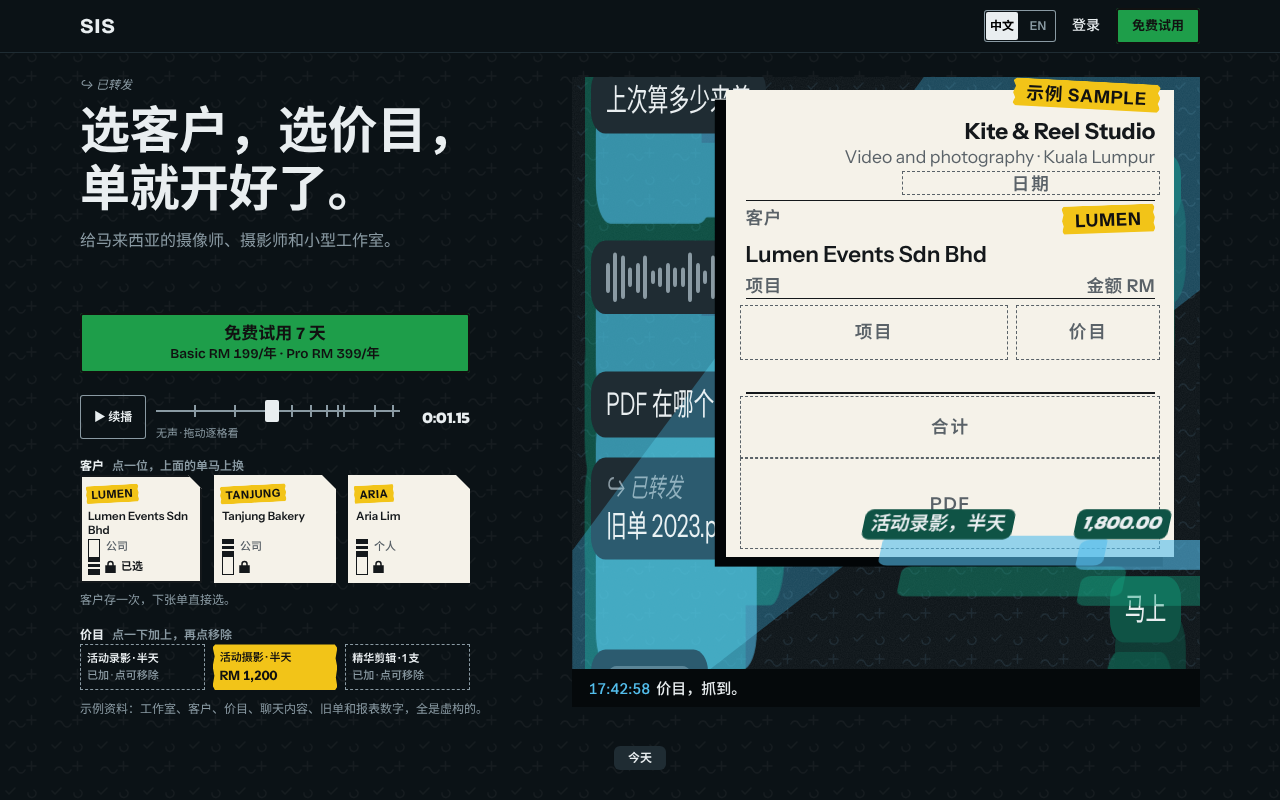 SIS
中文 EN 登录 免费试用
↪ 已转发
选客户，选价目，
单就开好了。
给马来西亚的摄像师、摄影师和小型工作室。
免费试用 7 天
Basic RM 199/年 · Pro RM 399/年
▶ 续播
0:01.15
无声·拖动逐格看
客户 点一位，上面的单马上换
LUMEN
Lumen Events Sdn
Bhd
公司
已选
TANJUNG
Tanjung Bakery
公司
ARIA
Aria Lim
个人
客户存一次，下张单直接选。
价目 点一下加上，再点移除
活动录影·半天
已加·点可移除
活动摄影·半天
RM 1,200
精华剪辑·1支
已加·点可移除
示例资料：工作室、客户、价目、聊天内容、旧单和报表数字，全是虚构的。
上次算多少
PDF 在哪个
↪ 已转发
旧单 2023.p
示例 SAMPLE
Kite & Reel Studio
Video and photography · Kuala Lumpur
日期
客户
LUMEN
Lumen Events Sdn Bhd
项目 金额 RM
项目 价目
合计
PDF
活动录影，半天 1,800.00
马上
17:42:58 价目，抓到。
今天